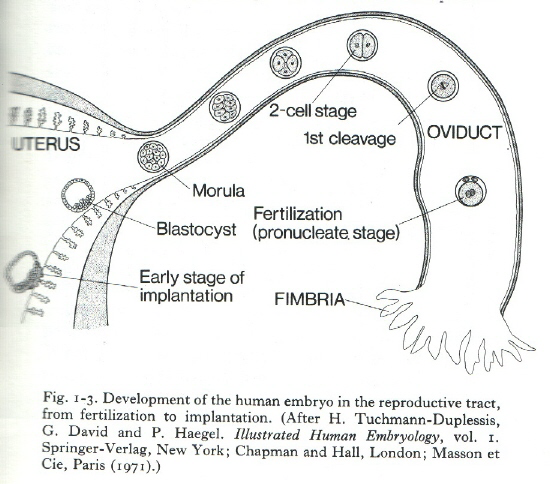 2-cell stage
1st cleavage
OVIDUCT
UTERUS
Morula
Blastocyst
Fertilization
(pronucleate stage)
Early stage of
implantation
FIMBRIA
Fig. 1-3. Development of the human embryo in the reproductive tract,
from fertilization to implantation. (After H. Tuchmann-Duplessis,
G. David and P. Haegel. Illustrated Human Embryology, vol. 1.
Springer-Verlag, New York; Chapman and Hall, London; Masson et
Cie, Paris (1971).)